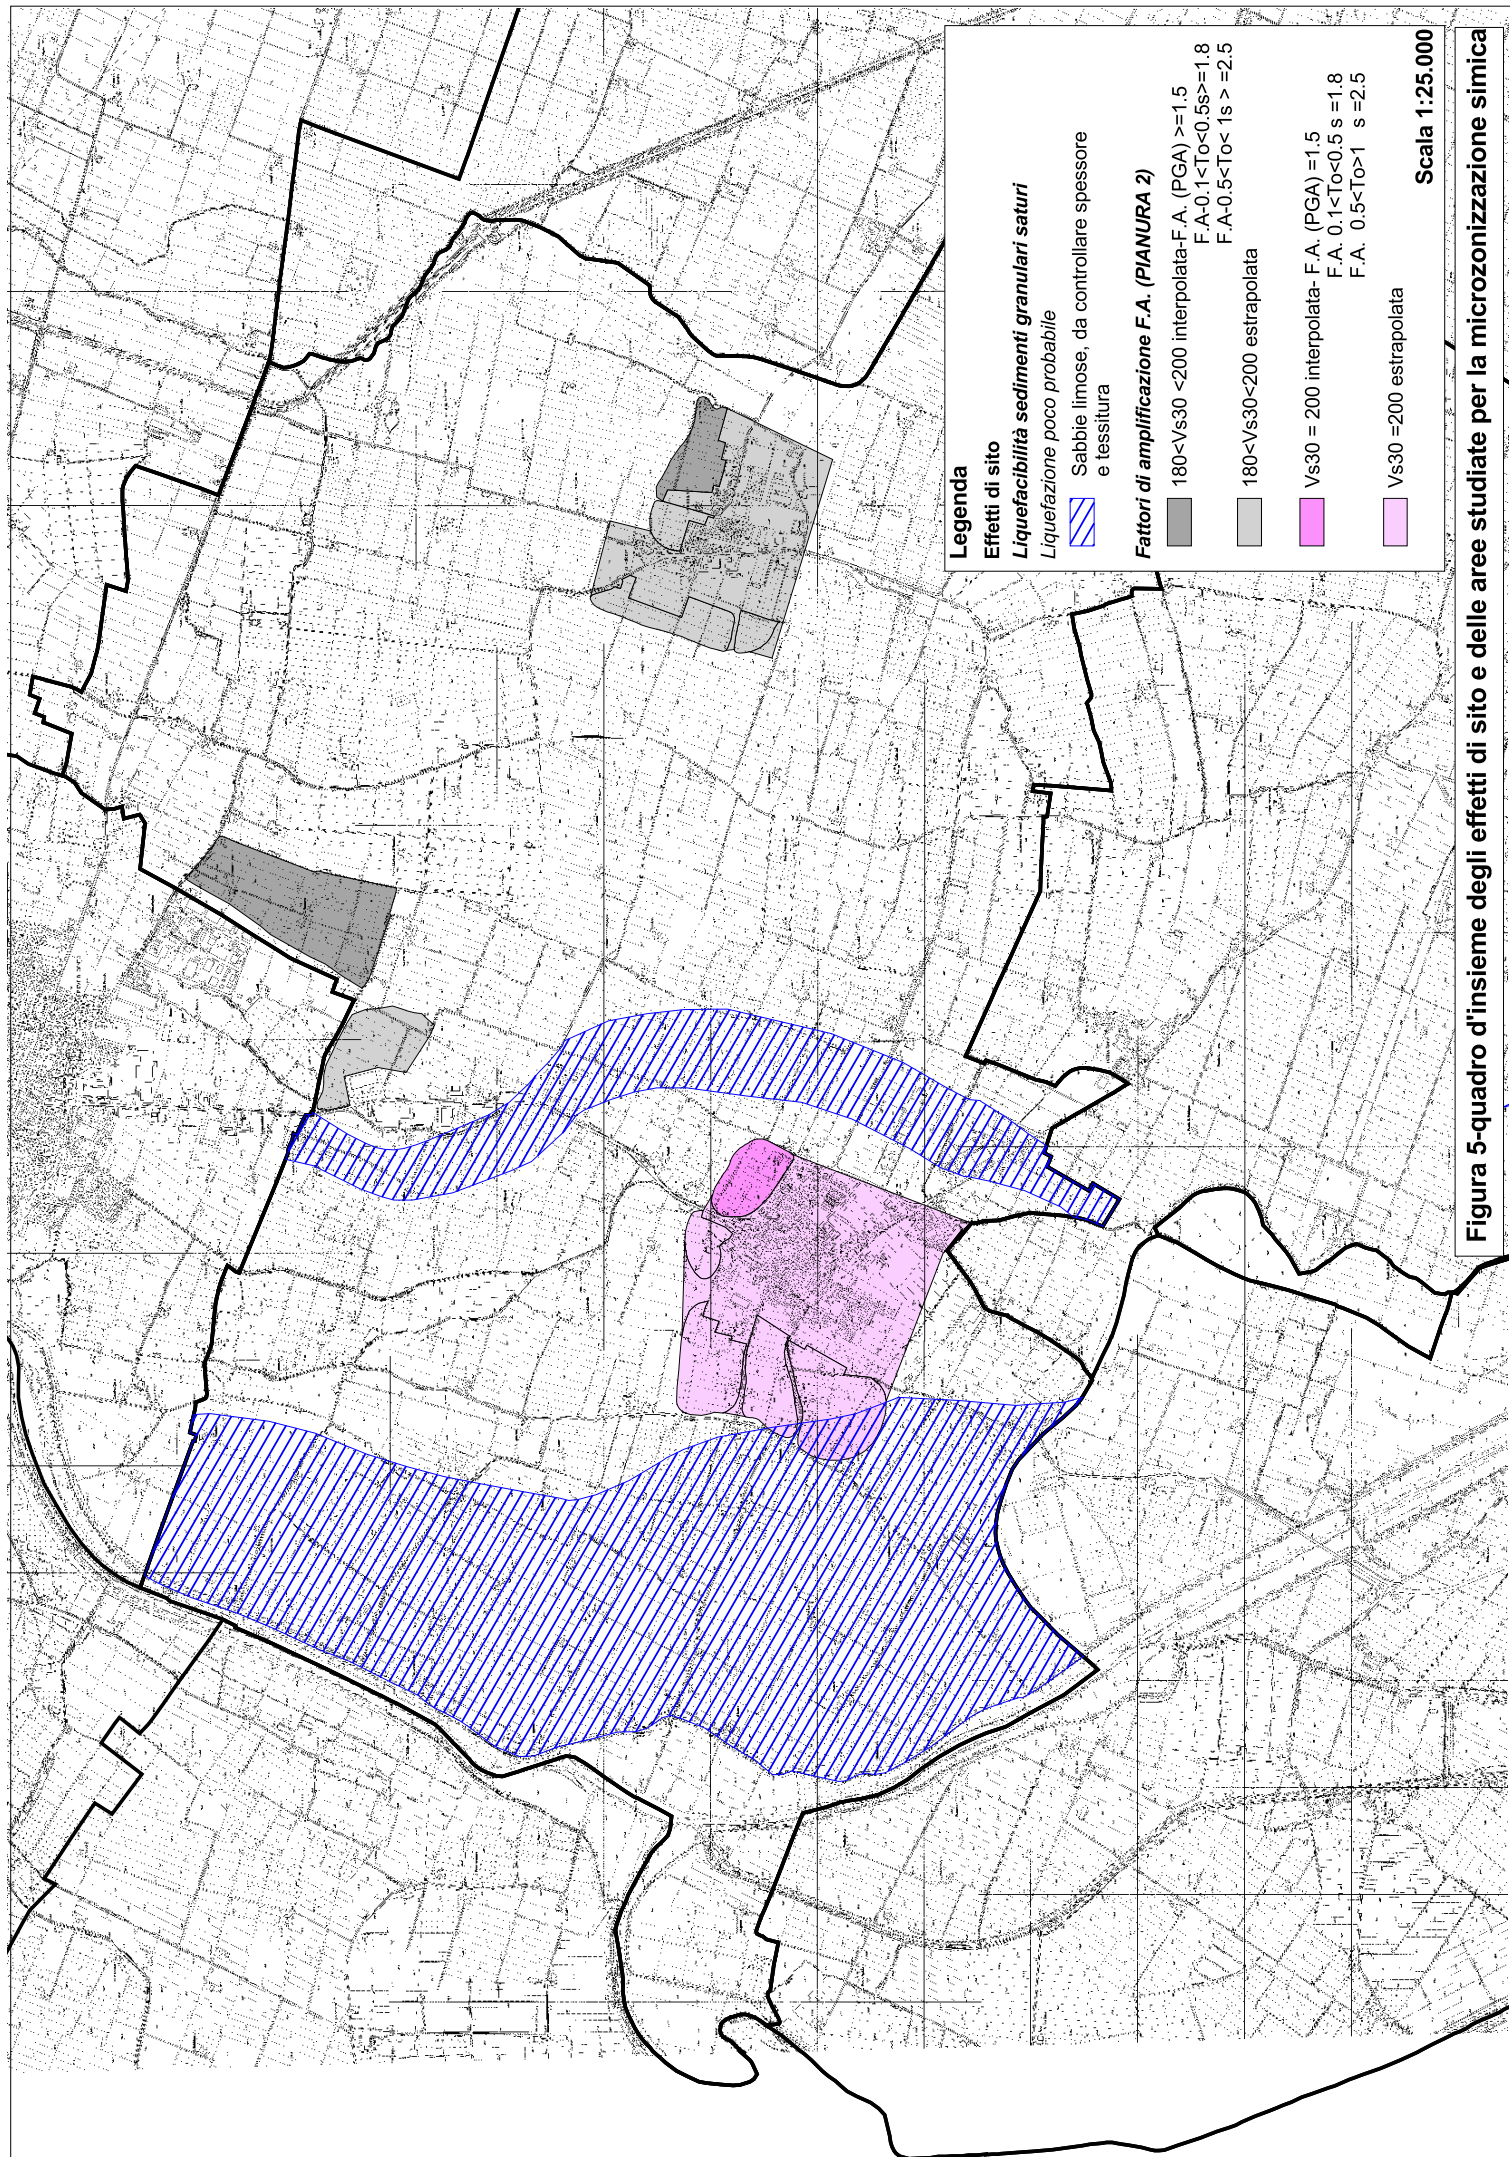 Legenda
Effetti di sito
Liquefacibilità sedimenti granulari saturi
Liquefazione poco probabile
Sabbie limose, da controllare spessore
e tessitura
Fattori di amplificazione F.A. (PIANURA 2)
180<Vs30 <200 interpolata-F.A. (PGA) >=1.5
F.A-0.1<To<0.5s>=1.8
F.A-0.5<To< 1s > =2.5
180<Vs30<200 estrapolata
Vs30 = 200 interpolata- F.A. (PGA) =1.5
F.A. 0.1<To<0.5 s =1.8
F.A. 0.5<To>1 s =2.5
Vs30 =200 estrapolata
Scala 1:25.000
Figura 5-quadro d'insieme degli effetti di sito e delle aree studiate per la microzonizzazione simica